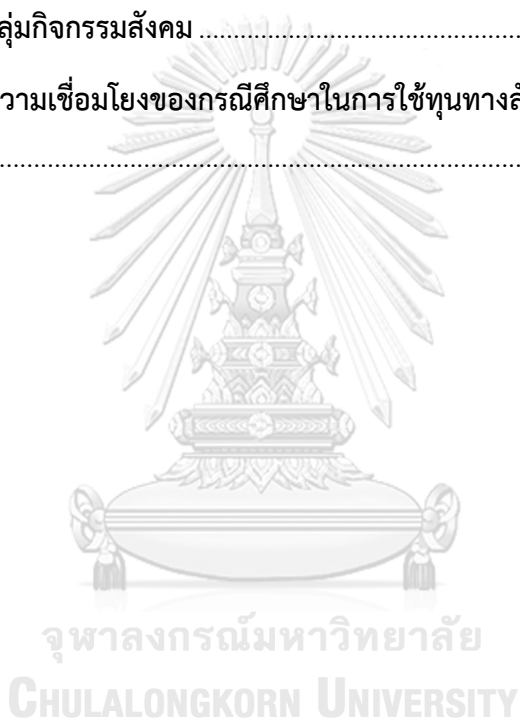 ลุ่มกิจกรรมสังคม ........................................................
วามเชื่อมโยงของกรณีศึกษาในการใช้ทุนทางสั
................................................................................................
จุฬาลงกรณ์มหาวิทยาลัย
CHULALONGKORN UNIVERSITY